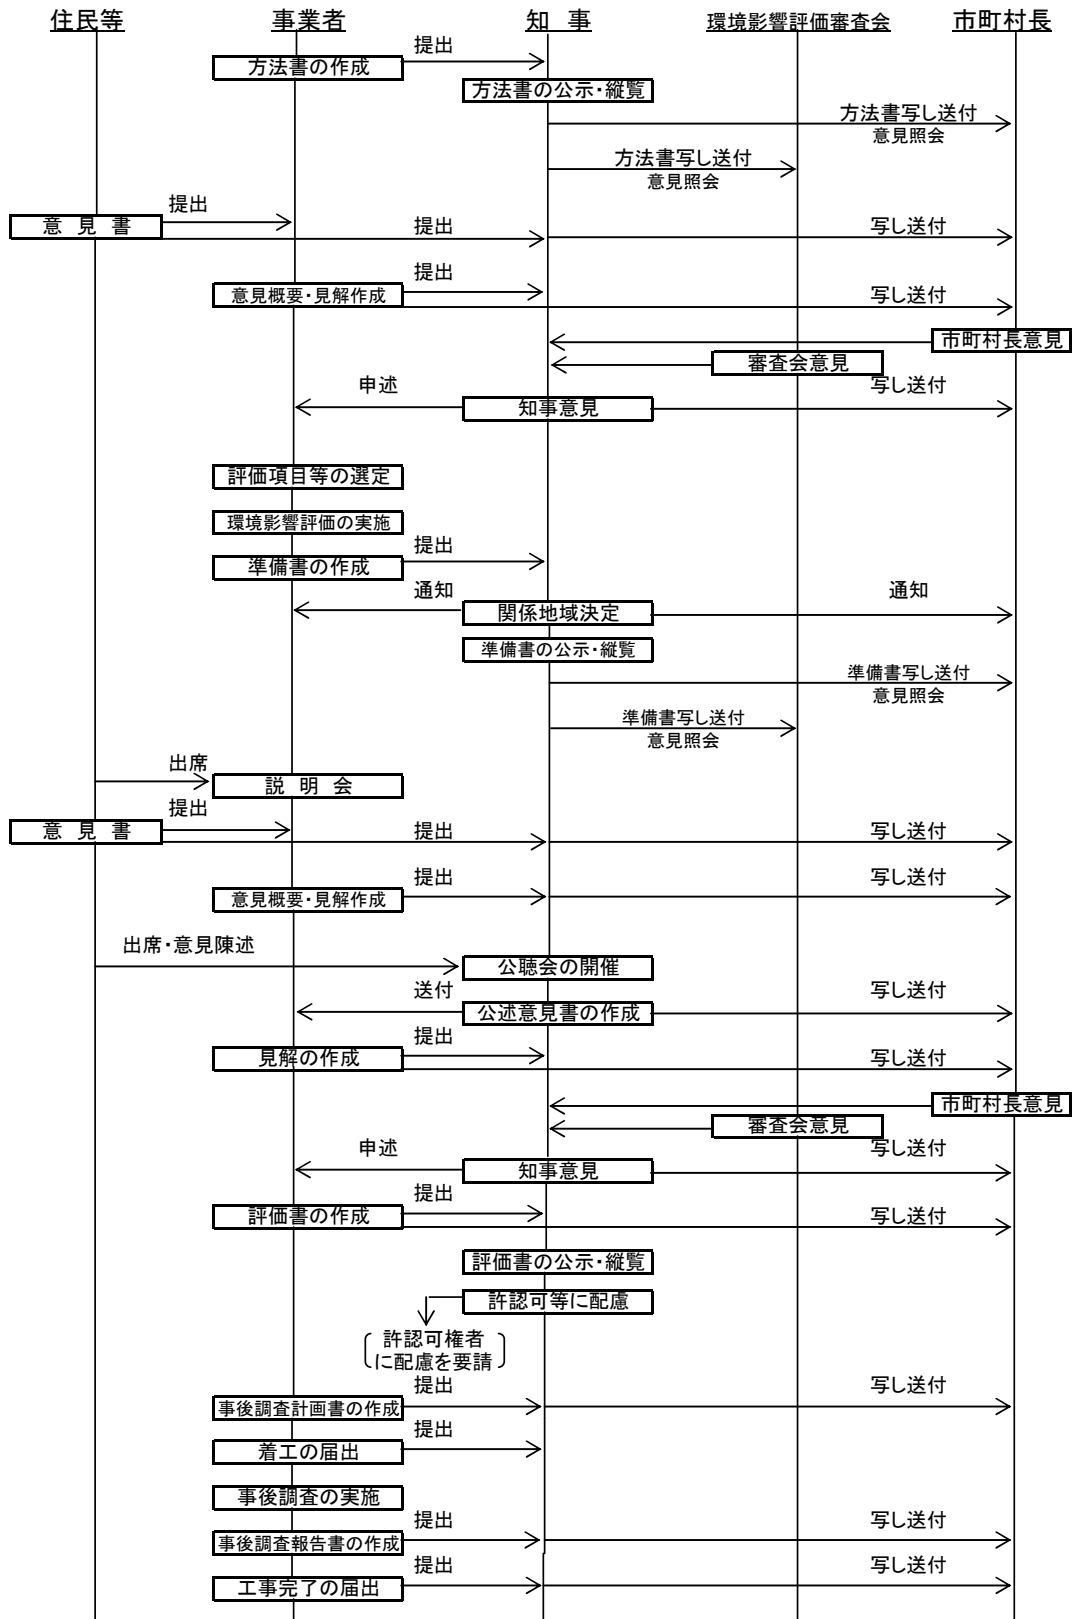 住民等
事業者
知　事
環境影響評価審査会
市町村長
提出
方法書の作成
方法書の公示・縦覧
方法書写し送付
意見照会
方法書写し送付
意見照会
提出
意　見　書
提出
写し送付
提出
意見概要・見解作成
写し送付
市町村長意見
審査会意見
申述
知事意見
写し送付
評価項目等の選定
環境影響評価の実施
提出
準備書の作成
通知
関係地域決定
通知
準備書の公示・縦覧
準備書写し送付
意見照会
準備書写し送付
意見照会
出席
説　明　会
提出
意　見　書
提出
写し送付
提出
意見概要・見解作成
写し送付
出席・意見陳述
公聴会の開催
送付
公述意見書の作成
写し送付
提出
見解の作成
写し送付
市町村長意見
審査会意見
申述
知事意見
写し送付
提出
評価書の作成
写し送付
評価書の公示・縦覧
許認可等に配慮
許認可権者
に配慮を要請
提出
事後調査計画書の作成
写し送付
提出
着工の届出
事後調査の実施
提出
事後調査報告書の作成
写し送付
提出
工事完了の届出
写し送付